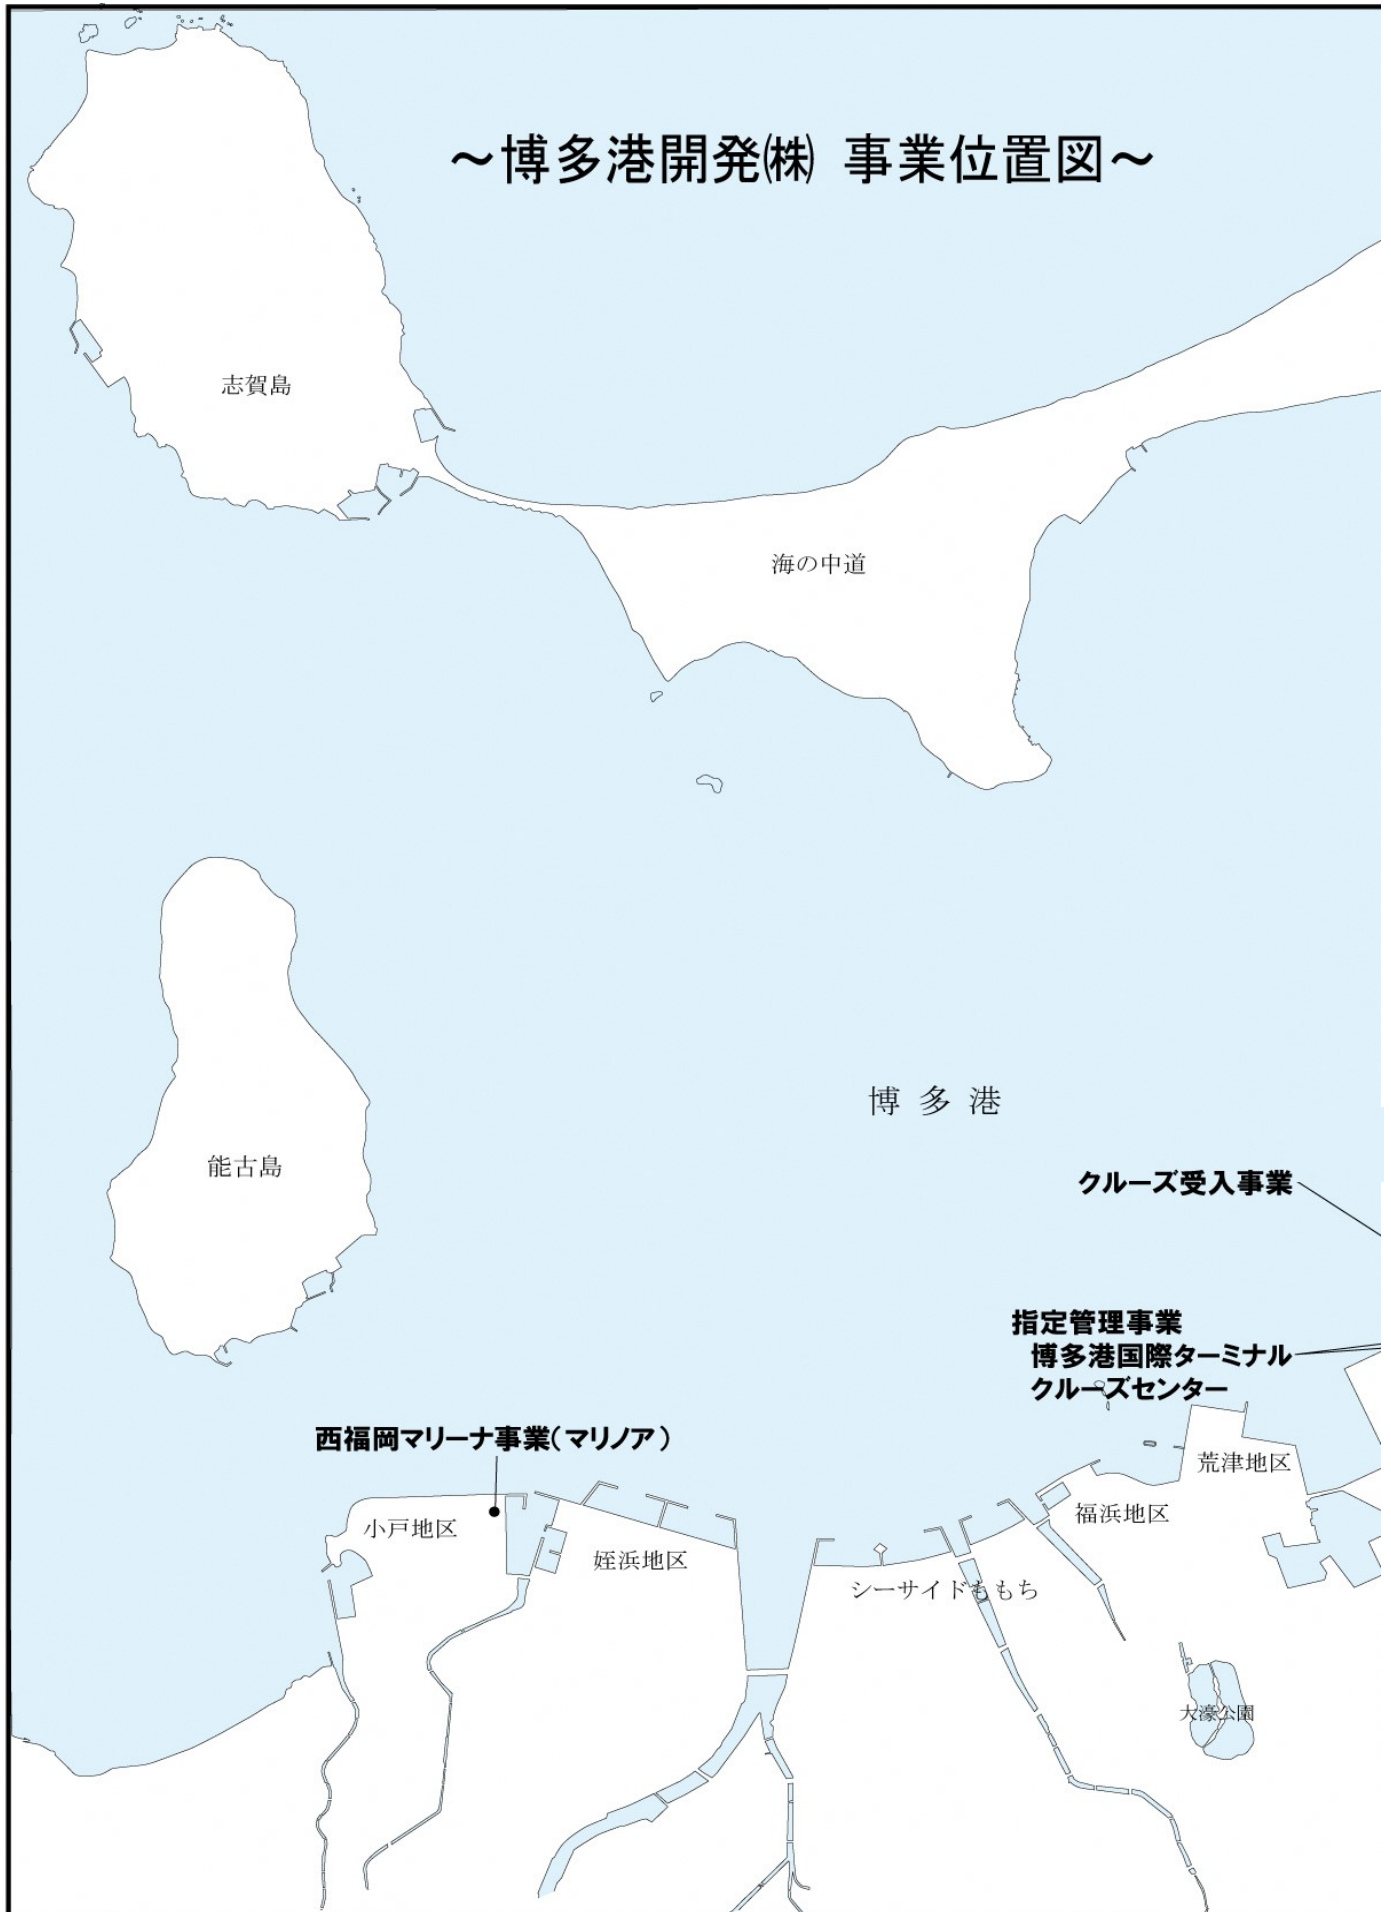 ～博多港開発㈱ 事業位置図～
志賀島
海の中道
博多港
能古島
クルーズ受入事業
指定管理事業
博多港国際ターミナル
クルーズセンター
西福岡マリーナ事業（マリノア）
荒津地区
福浜地区
小戸地区
姪浜地区
シーサイドももち
大濠公園